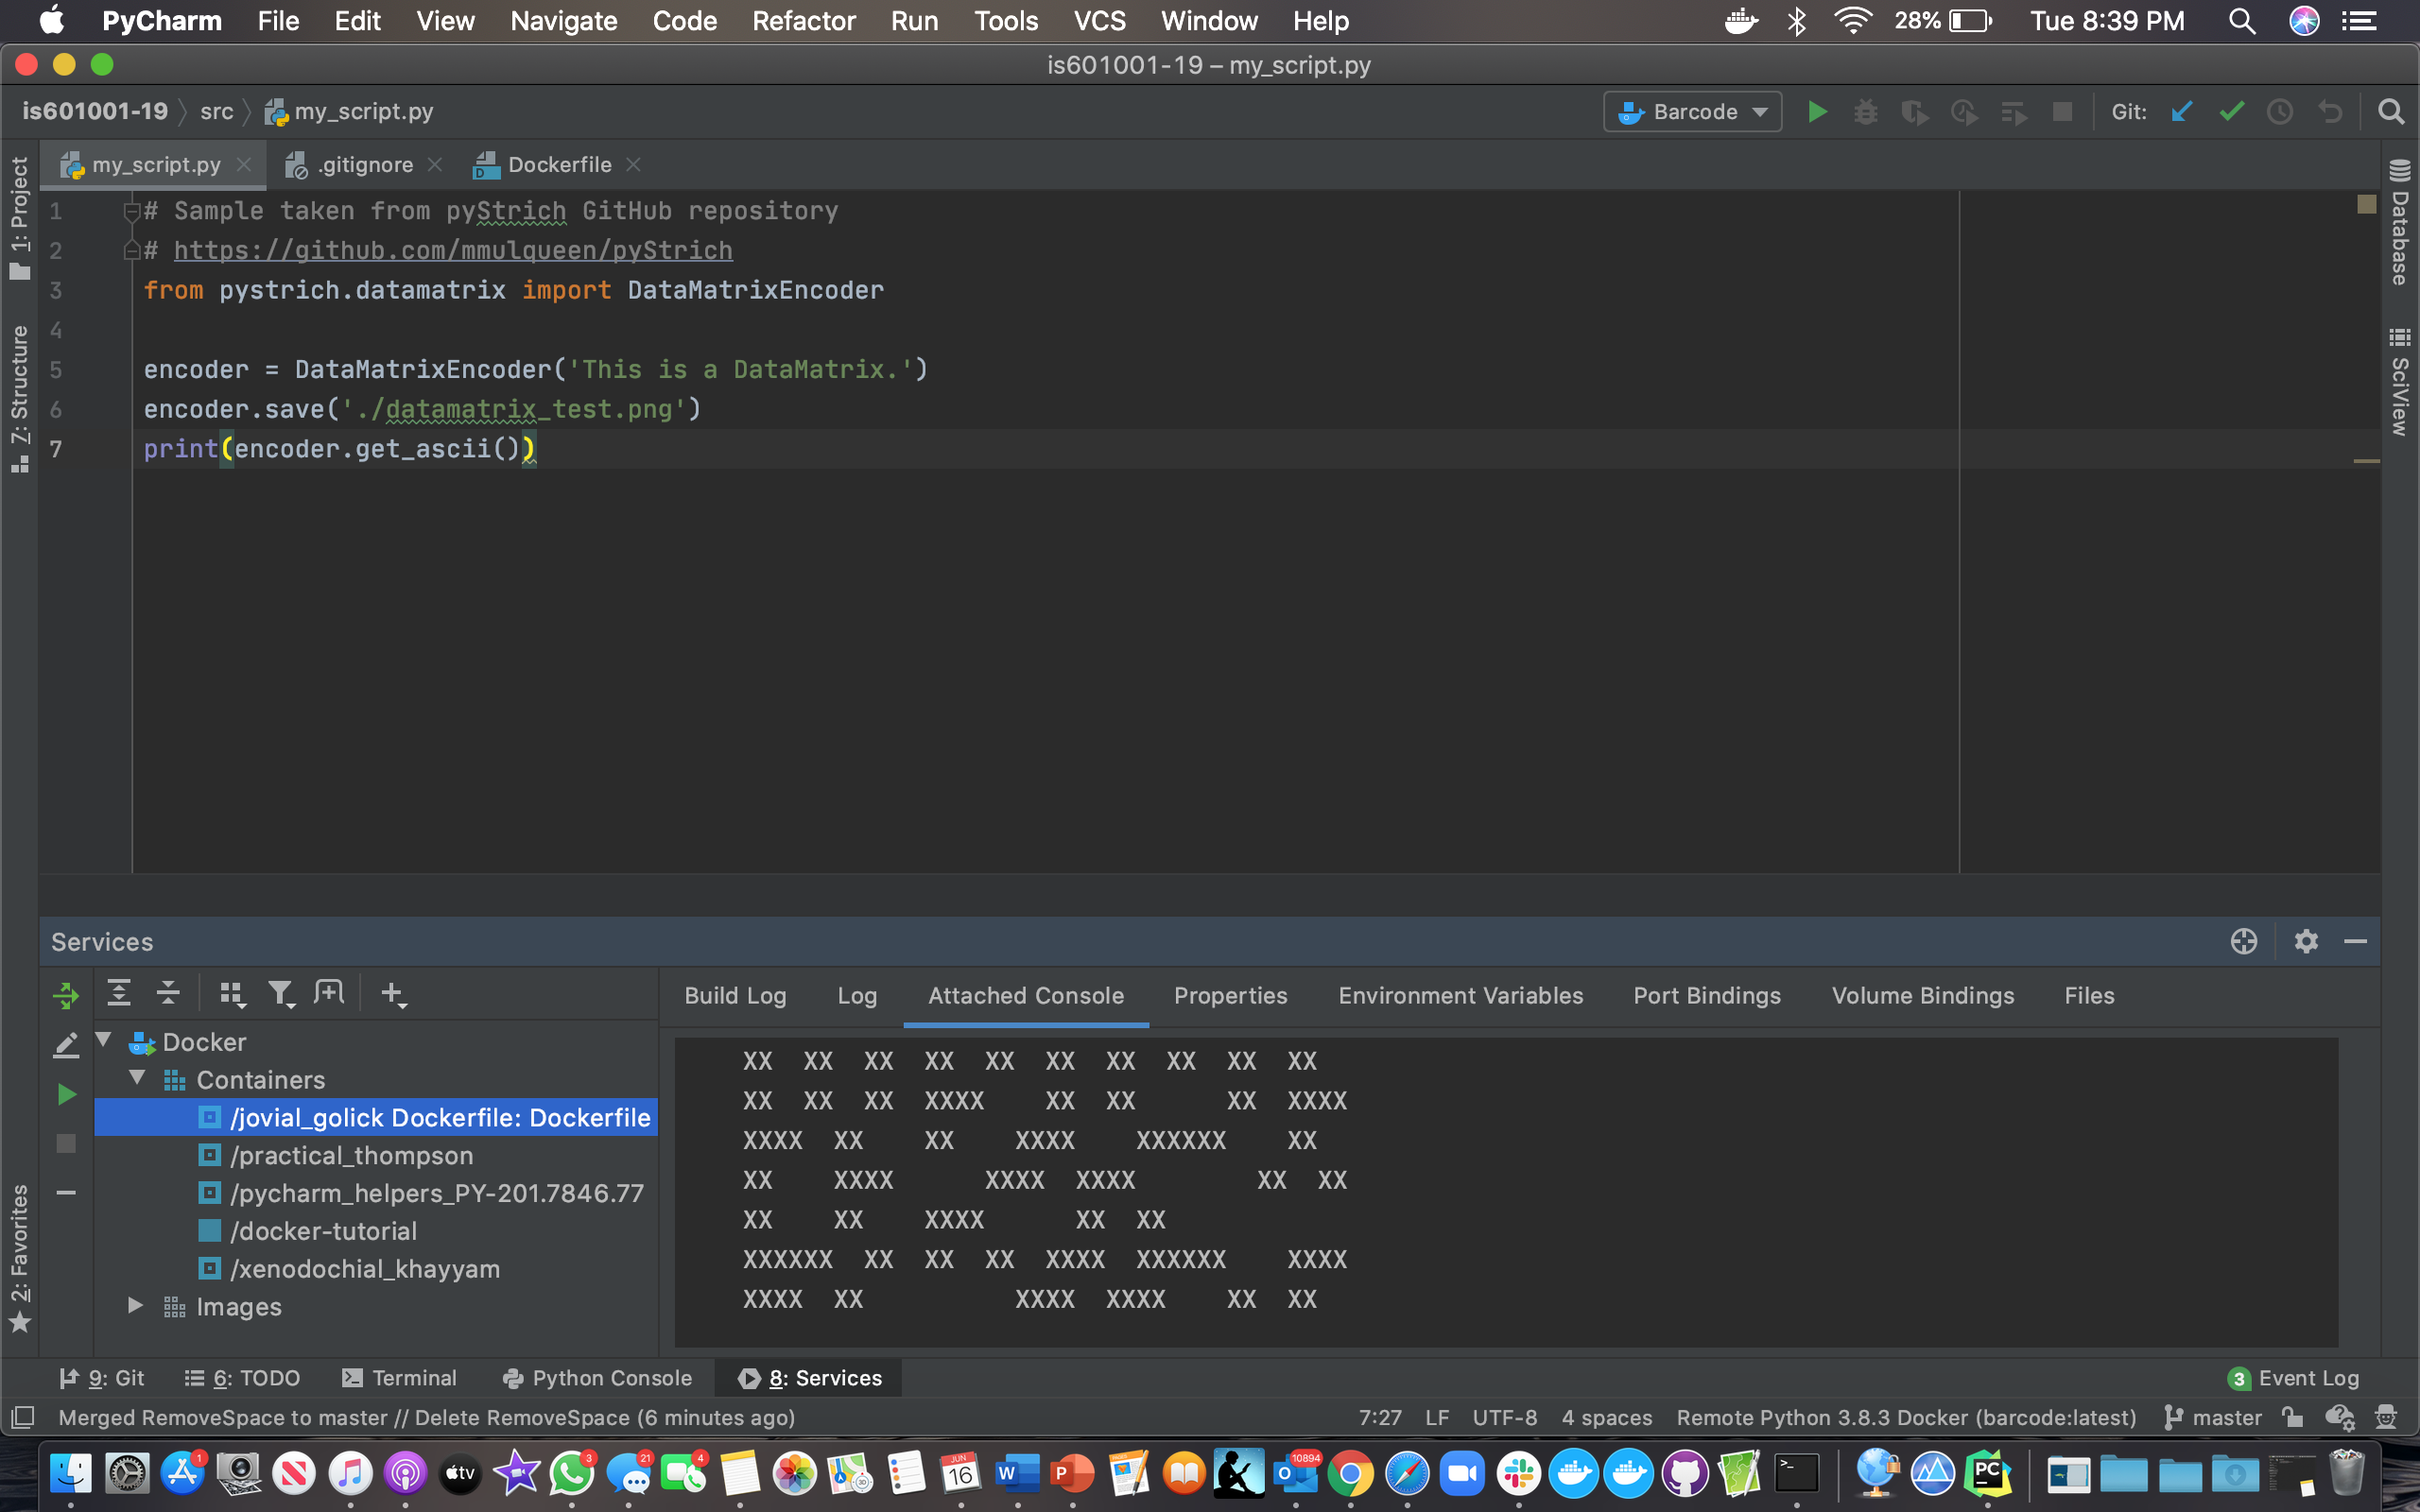 PyCharm File Edit View Navigate Code Refactor Run Tools VCS Window Help 28% Tue 8:39 PM
is601001-19 – my_script.py
is601001-19 src my_script.py Barcode Git:
my_script.py .gitignore Dockerfile
1: Project
7: Structure
2: Favorites
Database
SciView
1 # Sample taken from pyStrich GitHub repository
2 # https://github.com/mmulqueen/pyStrich
3 from pystrich.datamatrix import DataMatrixEncoder
4
5 encoder = DataMatrixEncoder('This is a DataMatrix.')
6 encoder.save('./datamatrix_test.png')
7 print(encoder.get_ascii())
Services
Build Log Log Attached Console Properties Environment Variables Port Bindings Volume Bindings Files
Docker
Containers
/jovial_golick Dockerfile: Dockerfile
/practical_thompson
/pycharm_helpers_PY-201.7846.77
/docker-tutorial
/xenodochial_khayyam
Images
XX  XX  XX  XX  XX  XX  XX  XX  XX  XX
XX  XX  XX  XXXX    XX  XX      XX  XXXX
XXXX  XX    XX    XXXX    XXXXXX    XX
XX    XXXX      XXXX  XXXX        XX  XX
XX    XX    XXXX      XX  XX
XXXXXX  XX  XX  XX  XXXX  XXXXXX    XXXX
XXXX  XX          XXXX  XXXX    XX  XX
9: Git 6: TODO Terminal Python Console 8: Services 3 Event Log
Merged RemoveSpace to master // Delete RemoveSpace (6 minutes ago) 7:27 LF UTF-8 4 spaces Remote Python 3.8.3 Docker (barcode:latest) master
1 tv 3 21 4 JUN 16 W P O 10894 PC